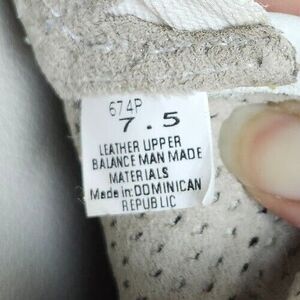 674P
7.5
LEATHER UPPER
BALANCE MAN MADE
MATERIALS
Made in:DOMINICAN
REPUBLIC